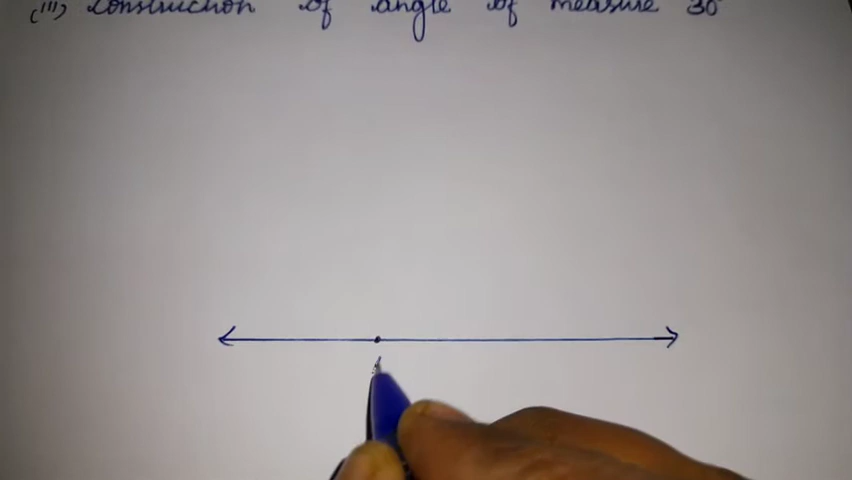 (iii) Construction of angle of measure 30°